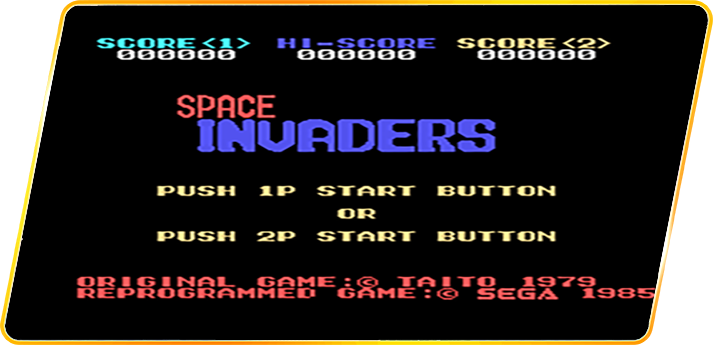 SCORE<1> HI-SCORE SCORE<2>
000000 000000 000000
SPACE
INVADERS
PUSH 1P START BUTTON
OR
PUSH 2P START BUTTON
ORIGINAL GAME:© TAITO 1979
REPROGRAMMED GAME:© SEGA 1985